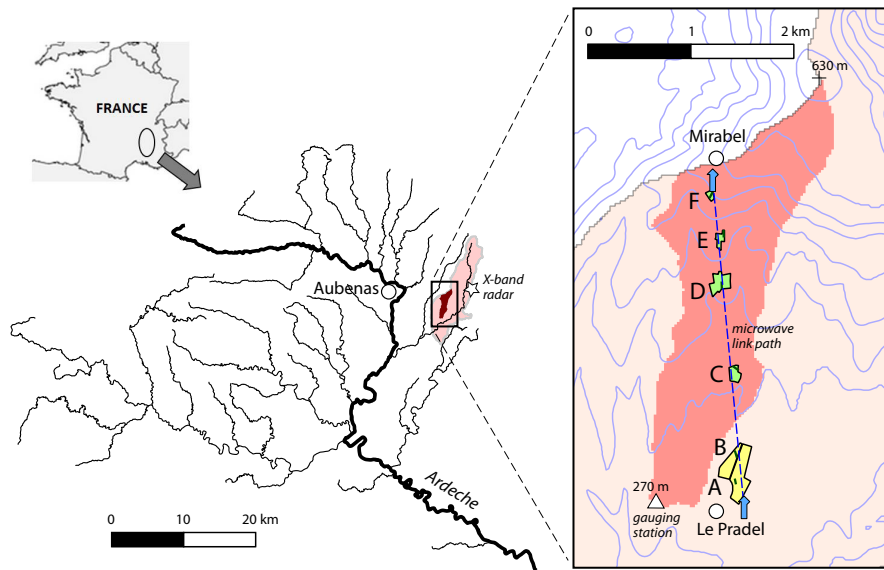 FRANCE
Aubenas
X-band
radar
Ardeche
0
10
20 km
0
1
2 km
630 m
Mirabel
F
E
D
microwave
link path
C
B
A
270 m
gauging
station
Le Pradel